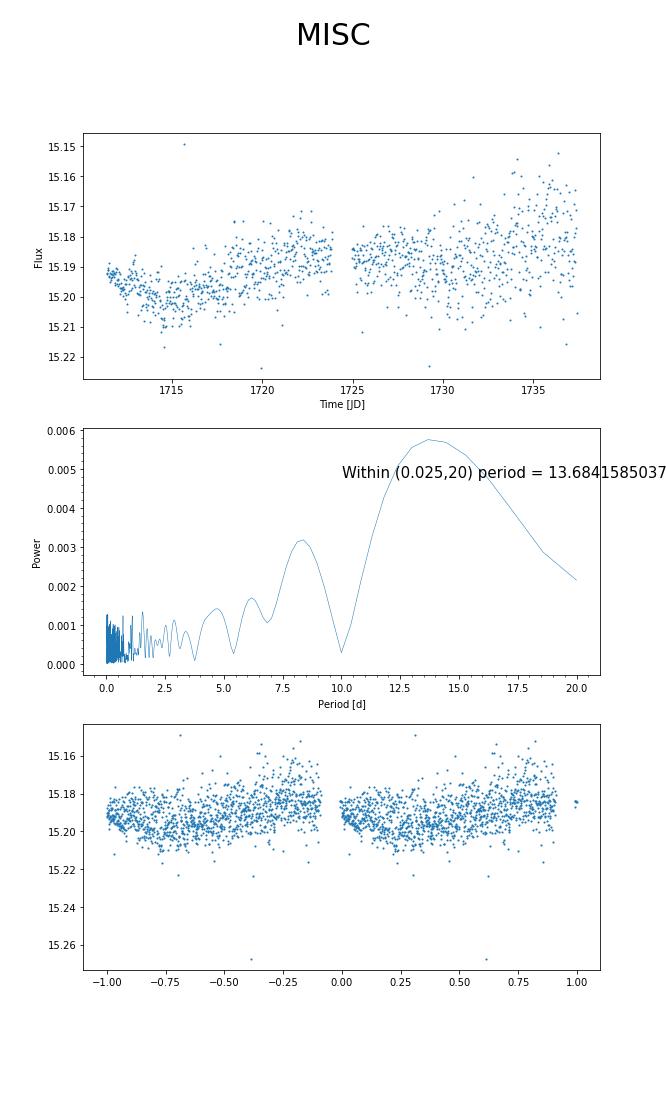 MISC
15.15
15.16
15.17
15.18
15.19
15.20
15.21
15.22
Flux
1715 1720 1725 1730 1735
Time [JD]
0.006
0.005
0.004
0.003
0.002
0.001
0.000
Power
Within (0.025,20) period = 13.6841585037
0.0 2.5 5.0 7.5 10.0 12.5 15.0 17.5 20.0
Period [d]
15.16
15.18
15.20
15.22
15.24
15.26
−1.00 −0.75 −0.50 −0.25 0.00 0.25 0.50 0.75 1.00